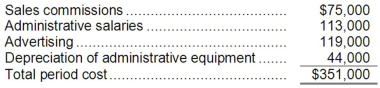 Sales commissions........................................ $75,000
Administrative salaries .................................. 113,000
Advertising................................................... 119,000
Depreciation of administrative equipment ....... 44,000
Total period cost........................................... $351,000